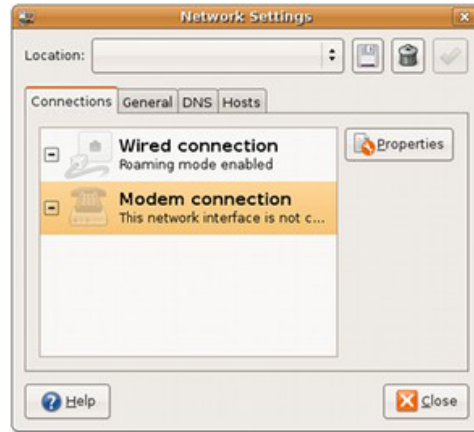 Network Settings
Location:
Connections General DNS Hosts
Wired connection
Roaming mode enabled
Properties
Modem connection
This network interface is not c...
Help
Close